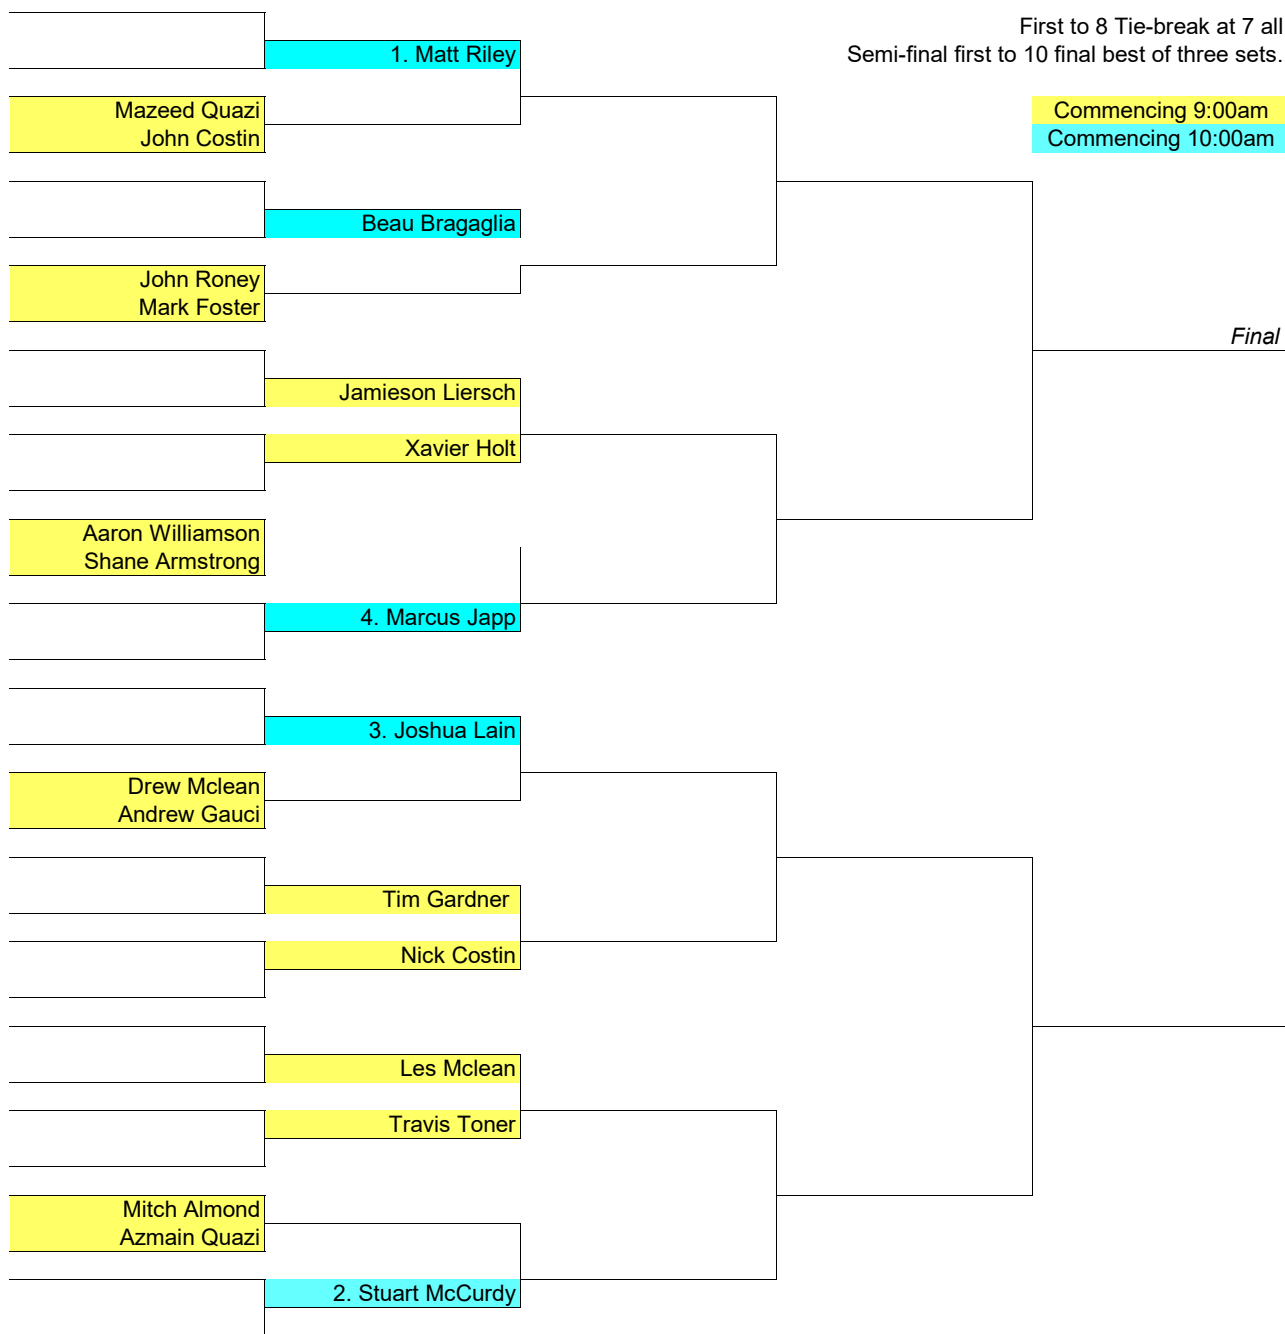 First to 8 Tie-break at 7 all
1. Matt Riley
Semi-final first to 10 final best of three sets.
Mazeed Quazi
Commencing 9:00am
John Costin
Commencing 10:00am
Beau Bragaglia
John Roney
Mark Foster
Final
Jamieson Liersch
Xavier Holt
Aaron Williamson
Shane Armstrong
4. Marcus Japp
3. Joshua Lain
Drew Mclean
Andrew Gauci
Tim Gardner
Nick Costin
Les Mclean
Travis Toner
Mitch Almond
Azmain Quazi
2. Stuart McCurdy